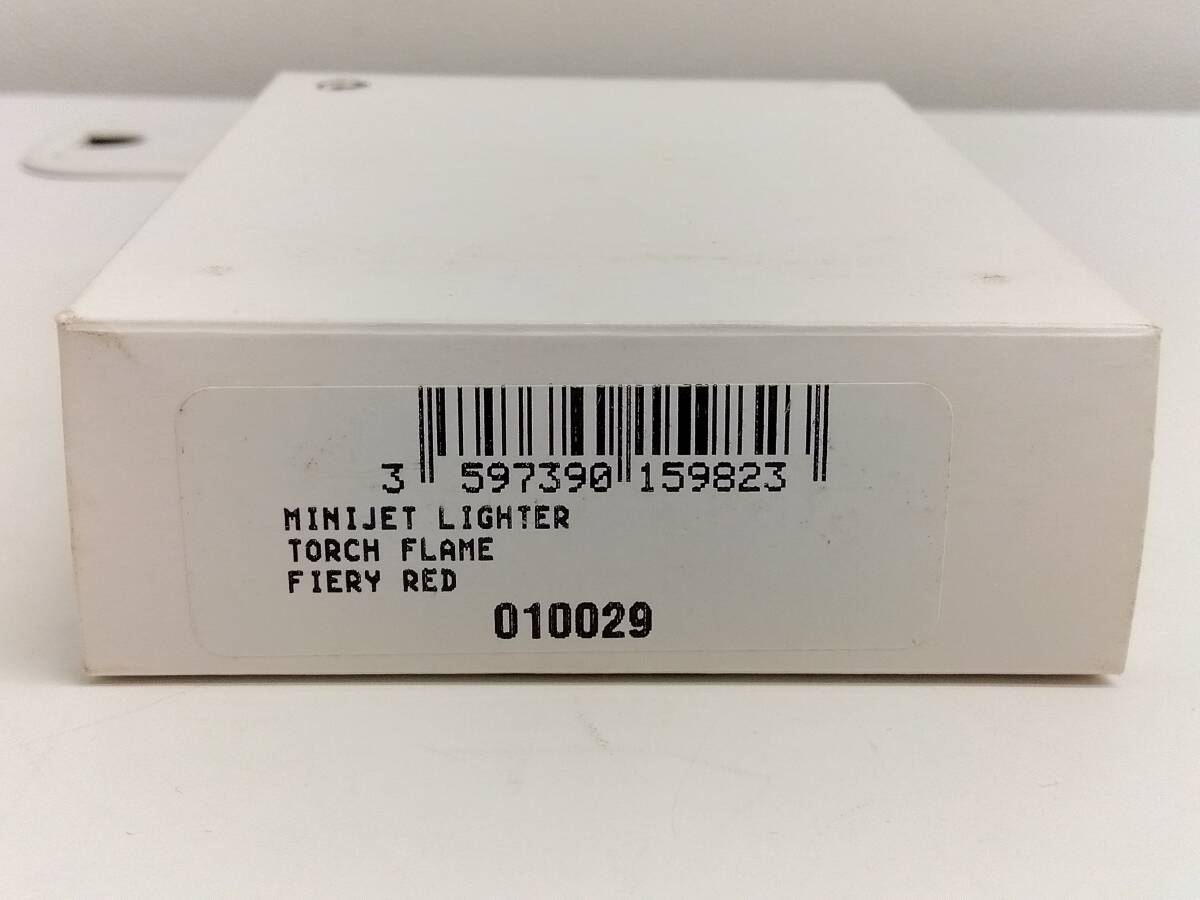 3 597390 159823
MINIJET LIGHTER
TORCH FLAME
FIERY RED
010029